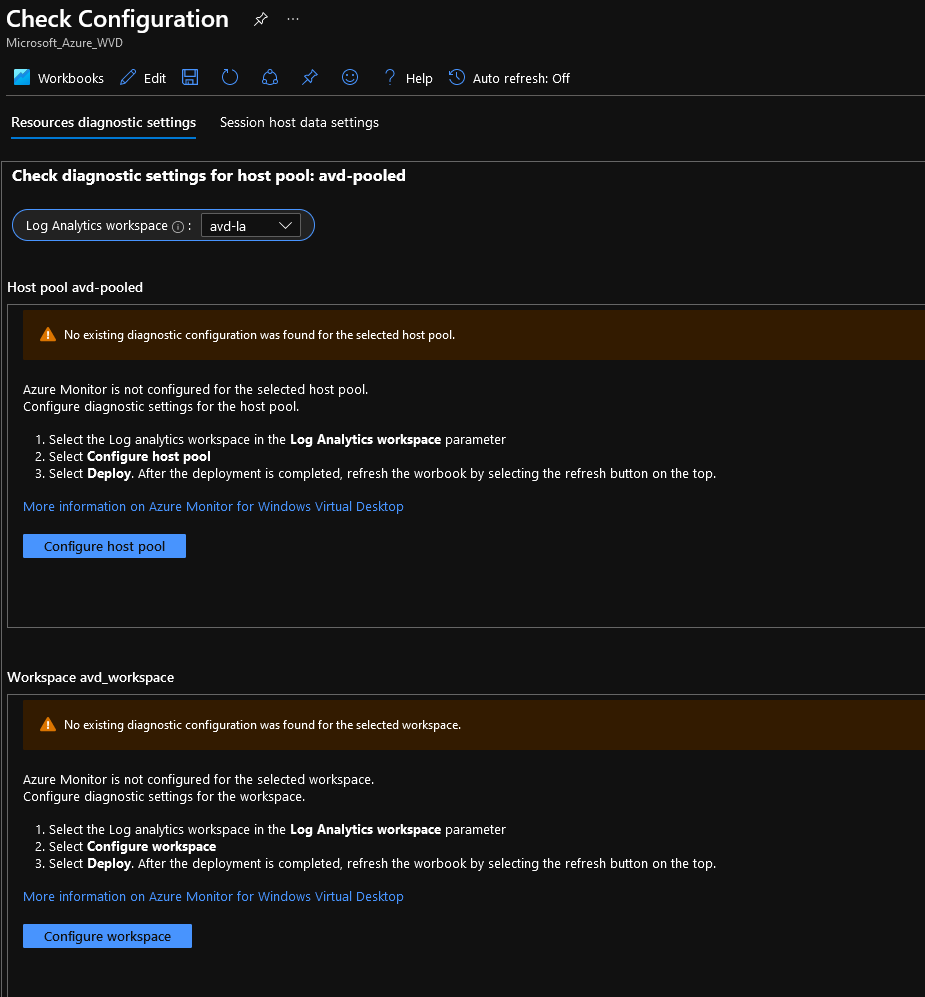 Check Configuration
Microsoft_Azure_WVD
Workbooks Edit Help Auto refresh: Off
Resources diagnostic settings Session host data settings
Check diagnostic settings for host pool: avd-pooled
Log Analytics workspace : avd-la
Host pool avd-pooled
No existing diagnostic configuration was found for the selected host pool.
Azure Monitor is not configured for the selected host pool.
Configure diagnostic settings for the host pool.
1. Select the Log analytics workspace in the Log Analytics workspace parameter
2. Select Configure host pool
3. Select Deploy. After the deployment is completed, refresh the worbook by selecting the refresh button on the top.
More information on Azure Monitor for Windows Virtual Desktop
Configure host pool
Workspace avd_workspace
No existing diagnostic configuration was found for the selected workspace.
Azure Monitor is not configured for the selected workspace.
Configure diagnostic settings for the workspace.
1. Select the Log analytics workspace in the Log Analytics workspace parameter
2. Select Configure workspace
3. Select Deploy. After the deployment is completed, refresh the worbook by selecting the refresh button on the top.
More information on Azure Monitor for Windows Virtual Desktop
Configure workspace